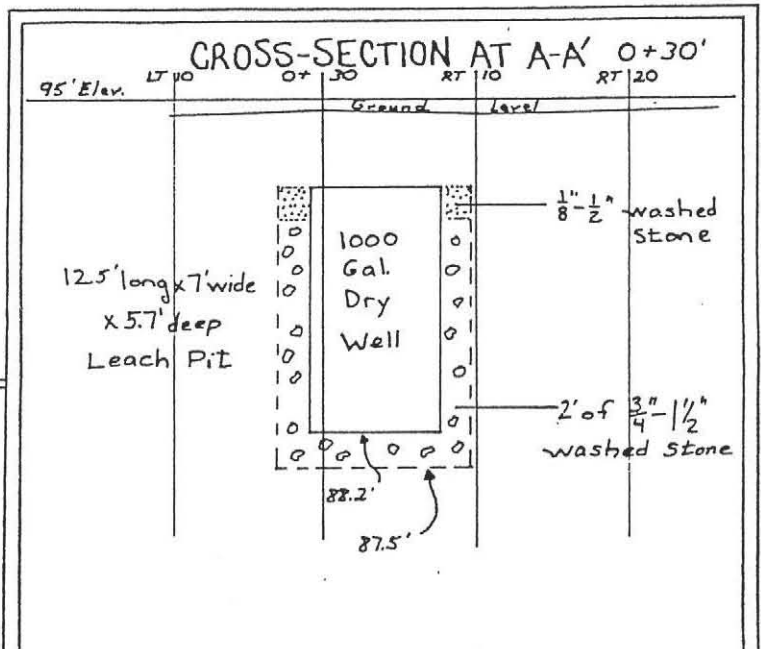 CROSS-SECTION AT A-A' 0+30'
95' Elev.
LT 10
0+ 30
RT 10
RT 20
Ground Level
1/8" - 1/2" washed
Stone
1000
Gal.
Dry
Well
12.5' long x 7' wide
x 5.7' deep
Leach Pit
2' of 3/4" - 1 1/2"
washed Stone
88.2'
87.5'